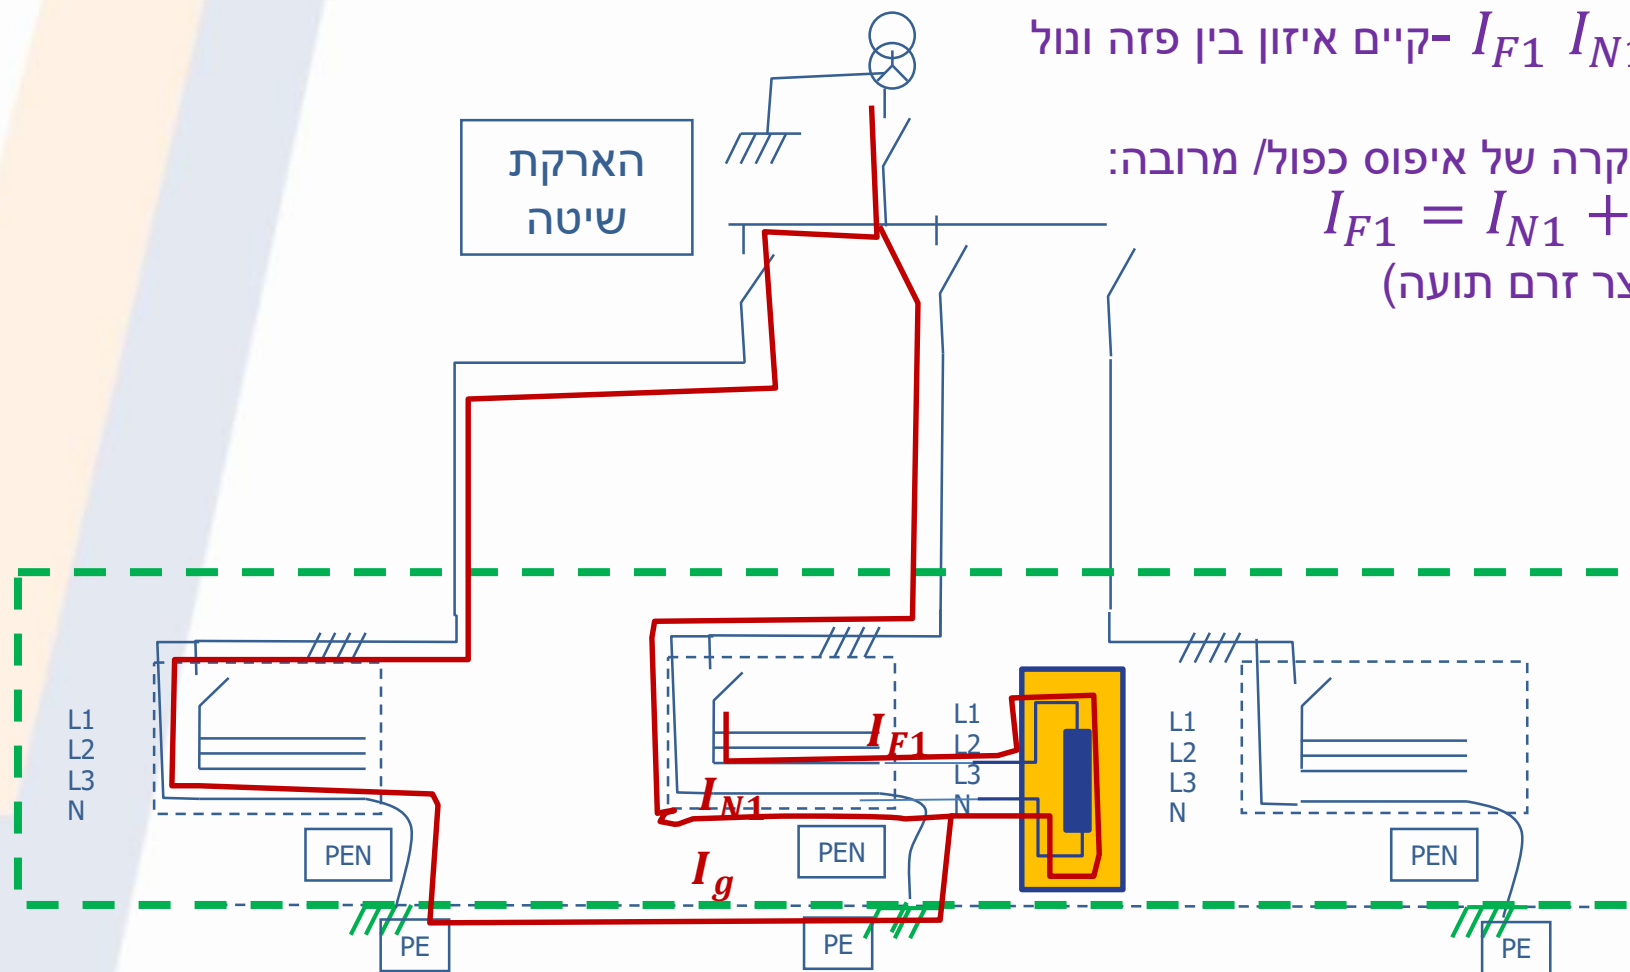 קיים איזון בין פזה ונול- I_{F1} I_{N1}
קרה של איפוס כפול/ מרובה:
I_{F1} = I_{N1} +
צר זרם תועה)
הארקת
שיטה
L1
L2
L3
N
I_{F1}
I_{N1}
I_g
L1
L2
L3
N
L1
L2
L3
N
PEN
PEN
PEN
PE
PE
PE